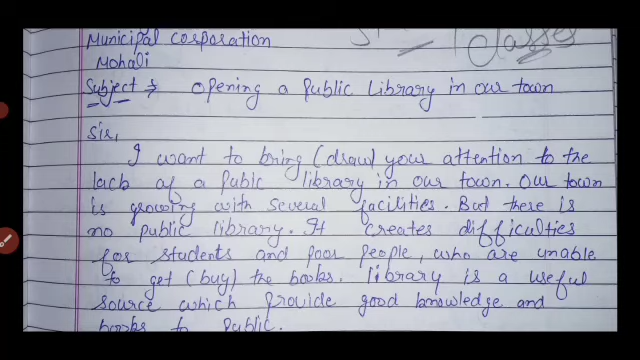 Classes
Municipal Corporation
Mohali
Subject → Opening a Public Library in our town
Sir,
I want to bring (draw) your attention to the
lack of a Public library in our town. Our town
is growing with several facilities. But there is
no public library. It creates difficulties
for students and poor people, who are unable
to get (buy) the books. Library is a useful
source which provide good knowledge and
books to Public.